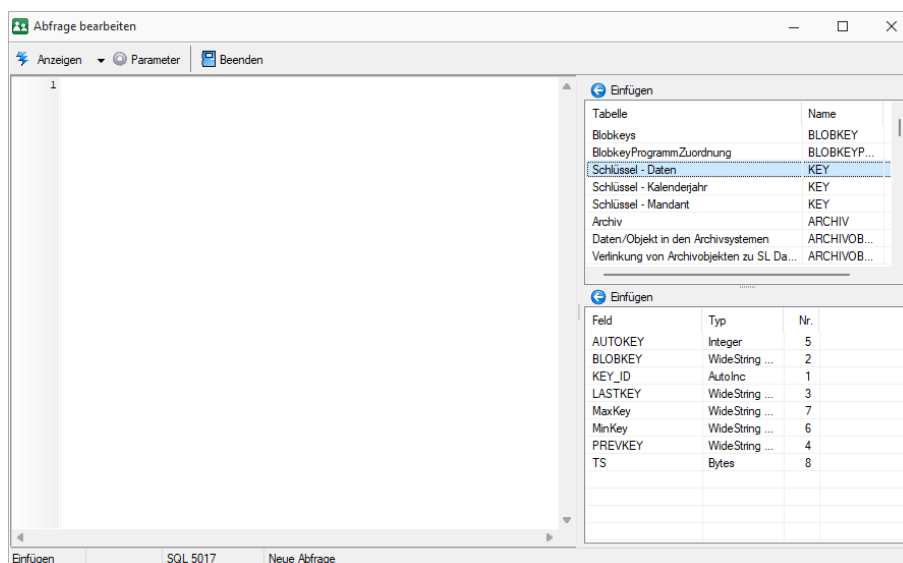 Abfrage bearbeiten
Anzeigen Parameter Beenden
1
Einfügen
Tabelle Name
Blobkeys BLOBKEY
BlobkeyProgrammZuordnung BLOBKEYP...
Schlüssel - Daten KEY
Schlüssel - Kalenderjahr KEY
Schlüssel - Mandant KEY
Archiv ARCHIV
Daten/Objekt in den Archivsystemen ARCHIVOB...
Verlinkung von Archivobjekten zu SL Da... ARCHIVOB...
Einfügen
Feld Typ Nr.
AUTOKEY Integer 5
BLOBKEY WideString ... 2
KEY_ID AutoInc 1
LASTKEY WideString ... 3
MaxKey WideString ... 7
MinKey WideString ... 6
PREVKEY WideString ... 4
TS Bytes 8
Einfügen SQL 5017 Neue Abfrage